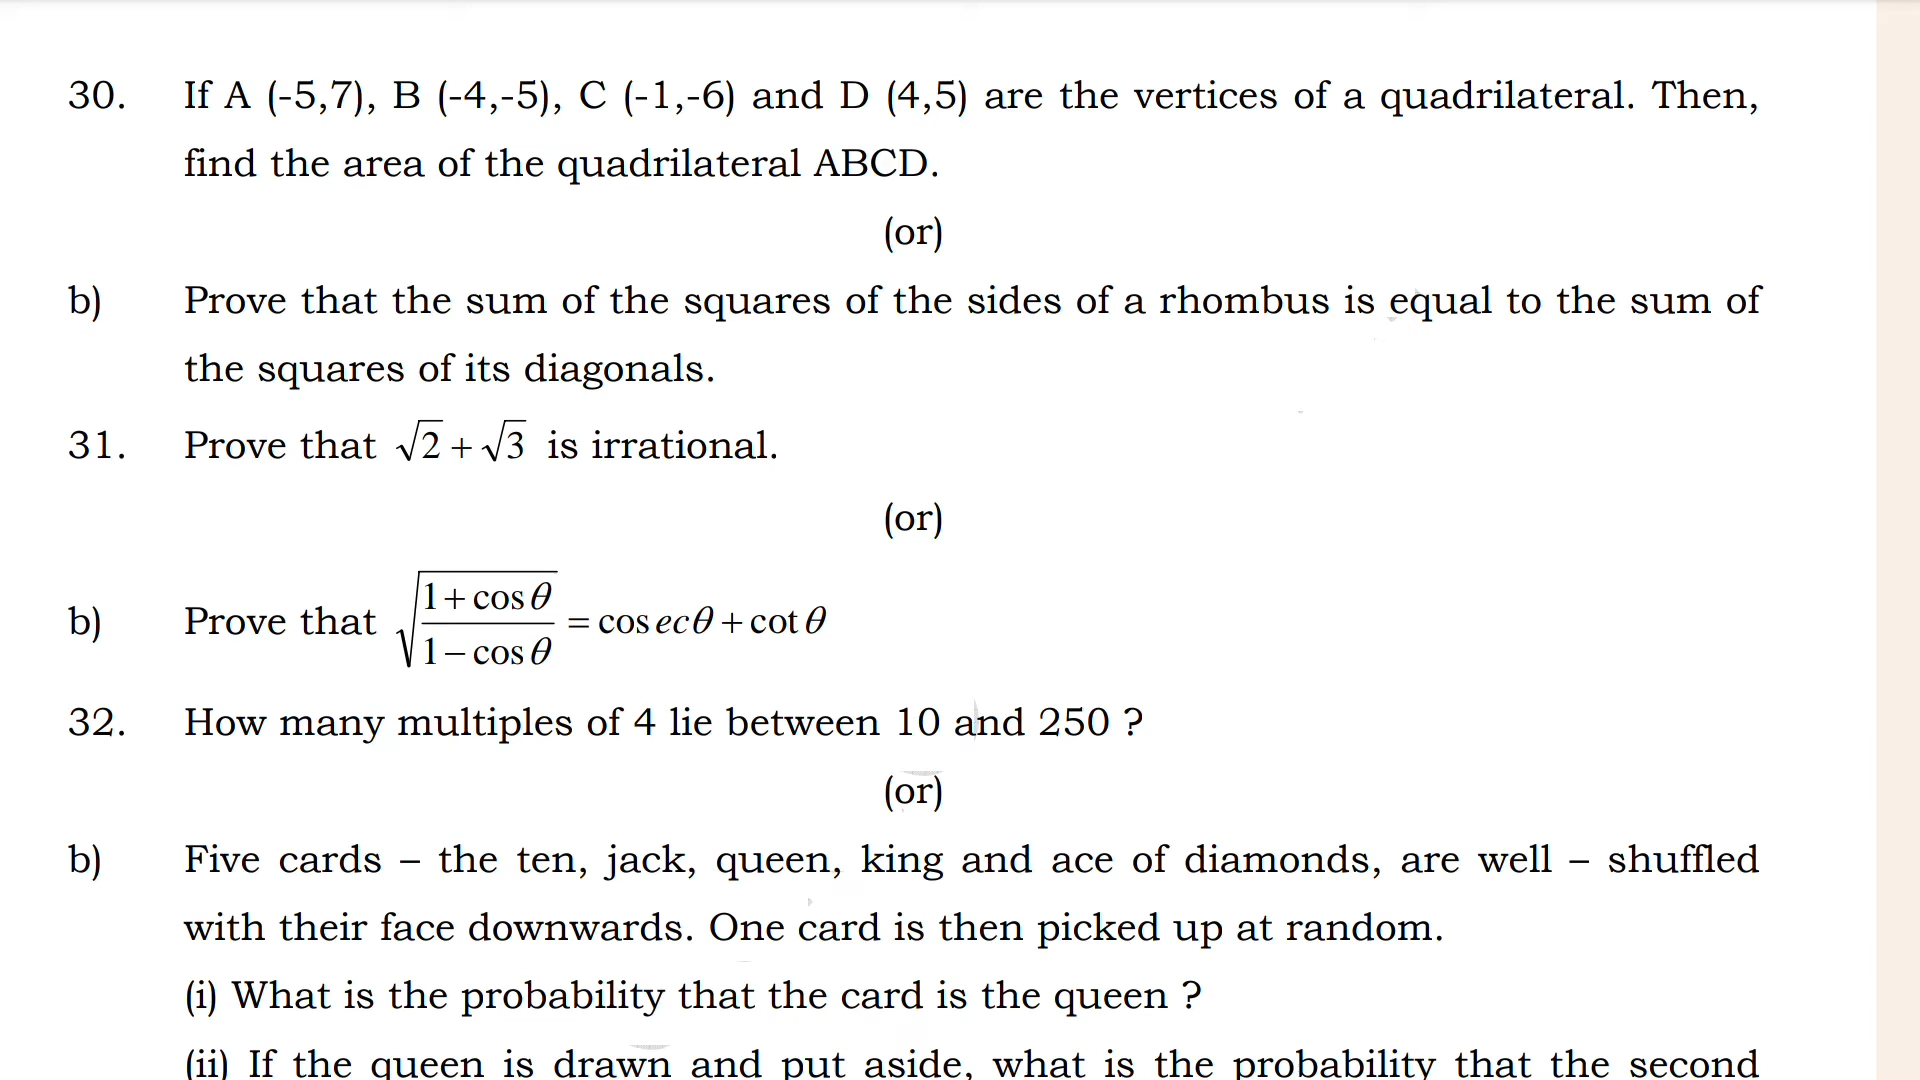 30. If A (-5,7), B (-4,-5), C (-1,-6) and D (4,5) are the vertices of a quadrilateral. Then,
find the area of the quadrilateral ABCD.
(or)
b) Prove that the sum of the squares of the sides of a rhombus is equal to the sum of
the squares of its diagonals.
31. Prove that √2 + √3 is irrational.
(or)
b) Prove that √((1 + cos θ)/(1 − cos θ)) = cos ecθ + cot θ
32. How many multiples of 4 lie between 10 and 250 ?
(or)
b) Five cards – the ten, jack, queen, king and ace of diamonds, are well – shuffled
with their face downwards. One card is then picked up at random.
(i) What is the probability that the card is the queen ?
(ii) If the queen is drawn and put aside, what is the probability that the second